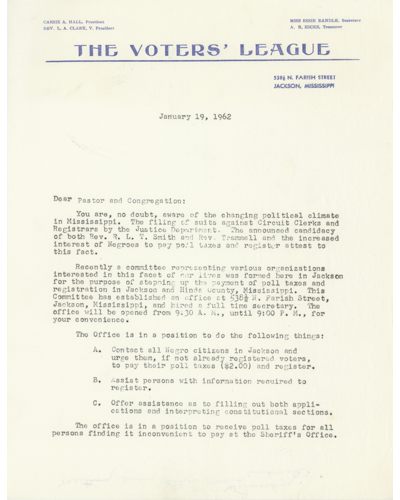 CARRIE A. HALL, President
REV. L. A. CLARK, V. President
MISS ESSIE RANDLE, Secretary
A. H. Treasurer
THE VOTERS' LEAGUE
538½ N. FARISH STREET
JACKSON, MISSISSIPPI
January 19, 1962
Dear Pastor and Congregation:
You are, no doubt, aware of the changing political climate
in Mississippi. The filing of suits against Circuit Clerks and
Registrars by the Justice Department. The announced candidacy
of both Rev. R. L. T. Smith and Rev. Trammell and the increased
interest of Negroes to pay poll taxes and register attest to
this fact.
Recently a committee representing various organizations
interested in this facet of our lives was formed here in Jackson
for the purpose of stepping up the payment of poll taxes and
registration in Jackson and Hinds County, Mississippi. This
Committee has established an office at 538½ N. Farish Street,
Jackson, Mississippi, and hired a full time secretary. The
office will be opened from 9:30 A. M., until 9:00 P. M., for
your convenience.
The Office is in a position to do the following things:
A. Contact all Negro citizens in Jackson and
urge them, if not already registered voters,
to pay their poll taxes ($2.00) and register.
B. Assist persons with information required to
register.
C. Offer assistance as to filling out both appli-
cations and interpreting constitutional sections.
The office is in a position to receive poll taxes for all
persons finding it inconvenient to pay at the Sheriff's Office.